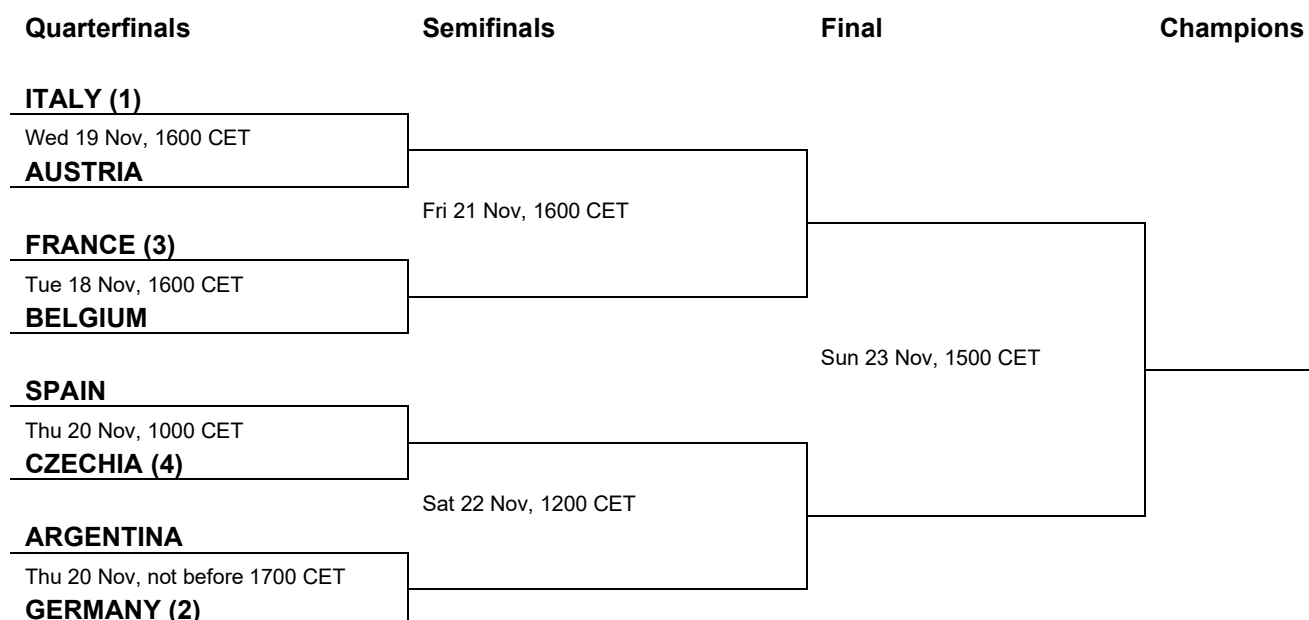 Quarterfinals Semifinals Final Champions
ITALY (1)
Wed 19 Nov, 1600 CET
AUSTRIA
Fri 21 Nov, 1600 CET
FRANCE (3)
Tue 18 Nov, 1600 CET
BELGIUM
Sun 23 Nov, 1500 CET
SPAIN
Thu 20 Nov, 1000 CET
CZECHIA (4)
Sat 22 Nov, 1200 CET
ARGENTINA
Thu 20 Nov, not before 1700 CET
GERMANY (2)